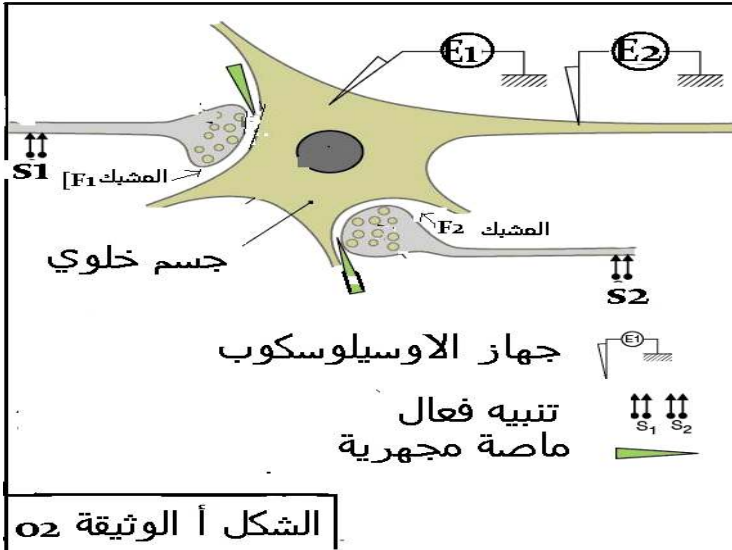 E1
E2
S1
المشبك F1]
المشبك F2
جسم خلوي
S2
جهاز الاوسيلوسكوب
E1
تنبيه فعال
S1 S2
ماصة مجهرية
الشكل أ الوثيقة 02